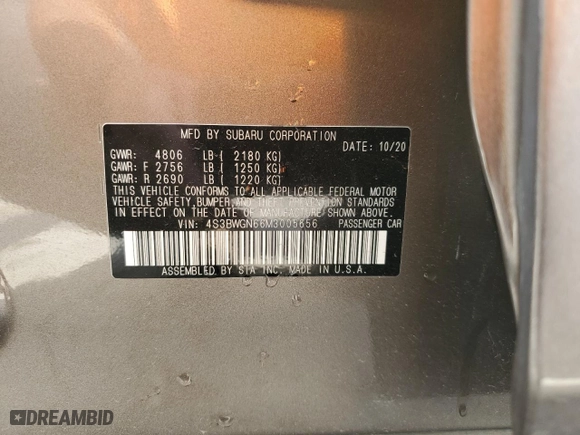 MFD BY SUBARU CORPORATION
GVWR: 4806 LB ( 2180 KG) DATE: 10/20
GAWR: F 2756 LB ( 1250 KG)
GAWR: R 2690 LB ( 1220 KG)
THIS VEHICLE CONFORMS TO ALL APPLICABLE FEDERAL MOTOR
VEHICLE SAFETY, BUMPER, AND THEFT PREVENTION STANDARDS
IN EFFECT ON THE DATE OF MANUFACTURE SHOWN ABOVE.
VIN: 4S3BWGN66M3005656 PASSENGER CAR
ASSEMBLED BY SIA INC. MADE IN U.S.A.
DREAMBID